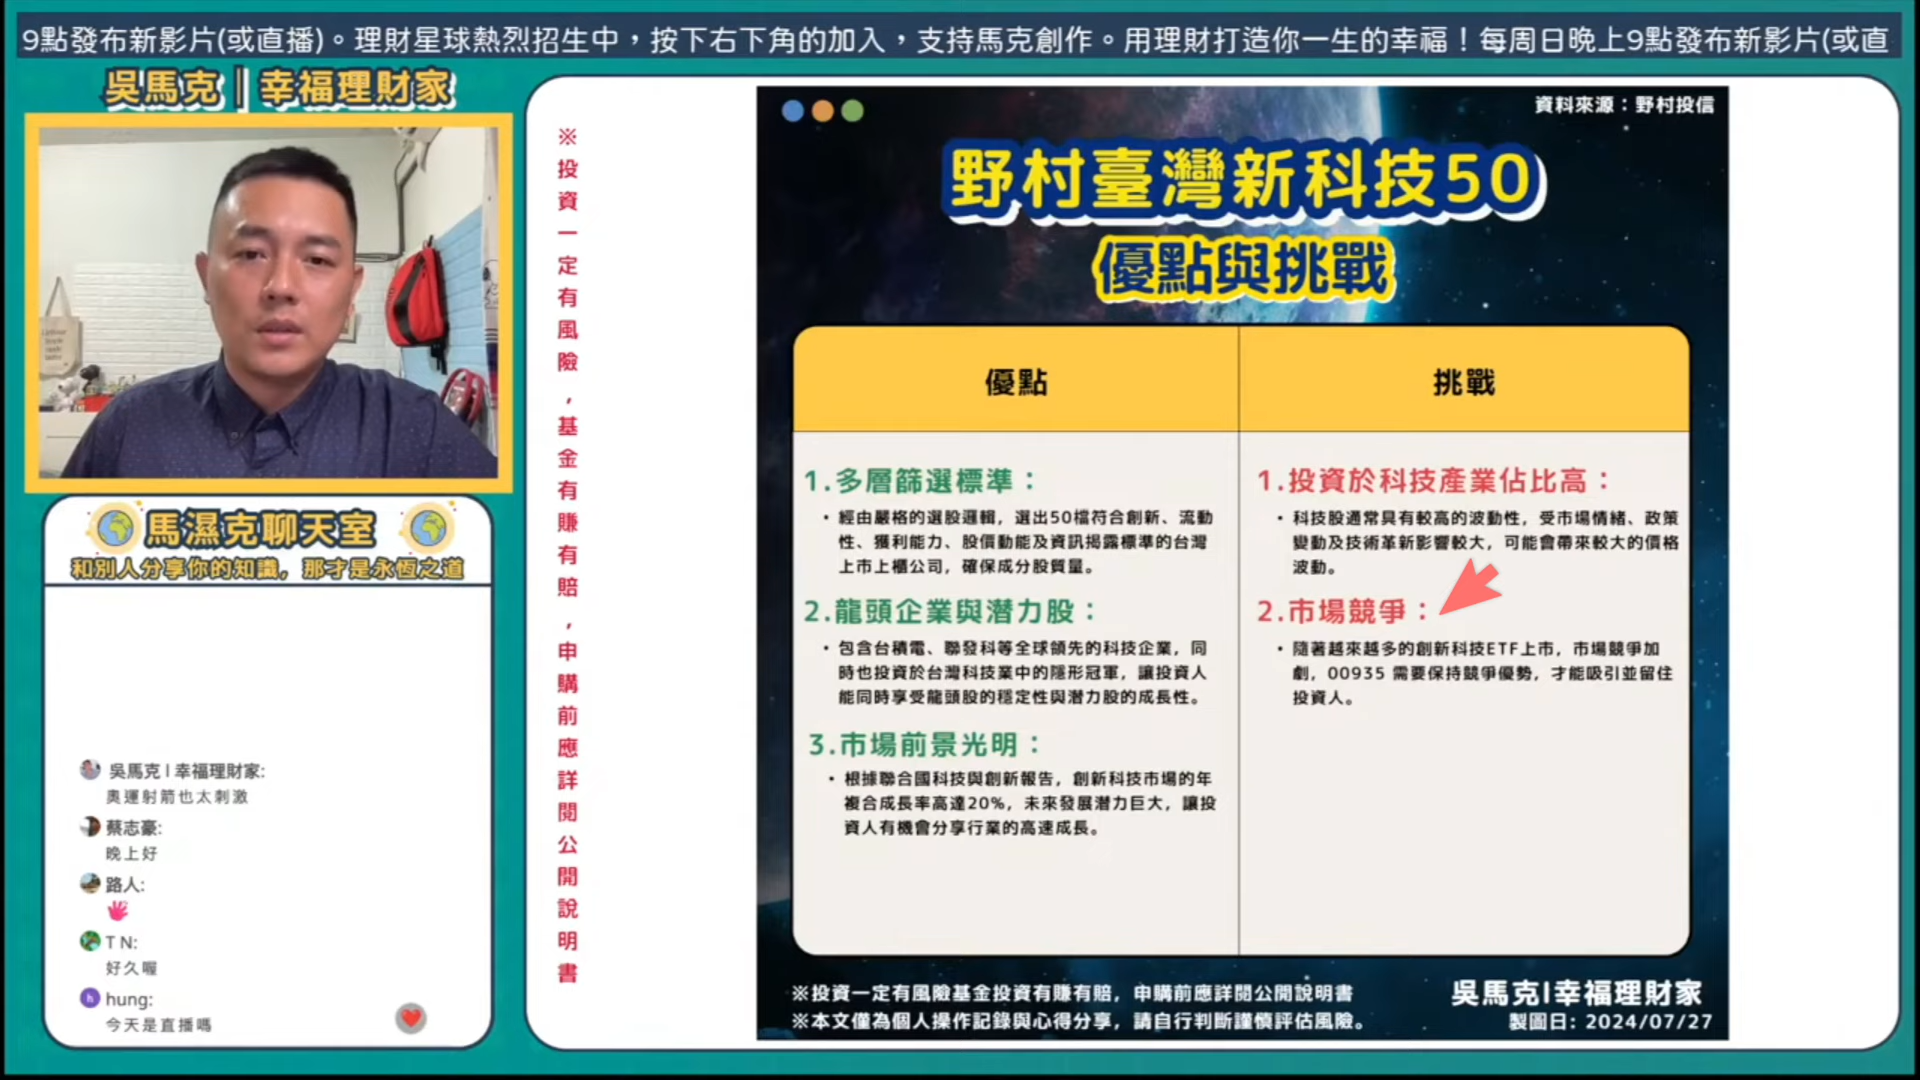 9點發布新影片(或直播)。理財星球熱烈招生中，按下右下角的加入，支持馬克創作。用理財打造你一生的幸福！每周日晚上9點發布新影片(或直
吳馬克｜幸福理財家
馬濕克聊天室
和別人分享你的知識，那才是永恆之道
吳馬克 | 幸福理財家:
奧運射箭也太刺激
蔡志豪:
晚上好
路人:
T N:
好久喔
h hung:
今天是直播嗎
※投資一定有風險，基金有賺有賠，申購前應詳閱公開說明書
資料來源：野村投信
野村臺灣新科技50
優點與挑戰
優點
挑戰
1.多層篩選標準：
• 經由嚴格的選股邏輯，選出50檔符合創新、流動
性、獲利能力、股價動能及資訊揭露標準的台灣
上市上櫃公司，確保成分股質量。
2.龍頭企業與潛力股：
• 包含台積電、聯發科等全球領先的科技企業，同
時也投資於台灣科技業中的隱形冠軍，讓投資人
能同時享受龍頭股的穩定性與潛力股的成長性。
3.市場前景光明：
• 根據聯合國科技與創新報告，創新科技市場的年
複合成長率高達20%，未來發展潛力巨大，讓投
資人有機會分享行業的高速成長。
1.投資於科技產業佔比高：
• 科技股通常具有較高的波動性，受市場情緒、政策
變動及技術革新影響較大，可能會帶來較大的價格
波動。
2.市場競爭：
• 隨著越來越多的創新科技ETF上市，市場競爭加
劇，00935 需要保持競爭優勢，才能吸引並留住
投資人。
※投資一定有風險基金投資有賺有賠，申購前應詳閱公開說明書
※本文僅為個人操作記錄與心得分享，請自行判斷謹慎評估風險。
吳馬克|幸福理財家
製圖日: 2024/07/27